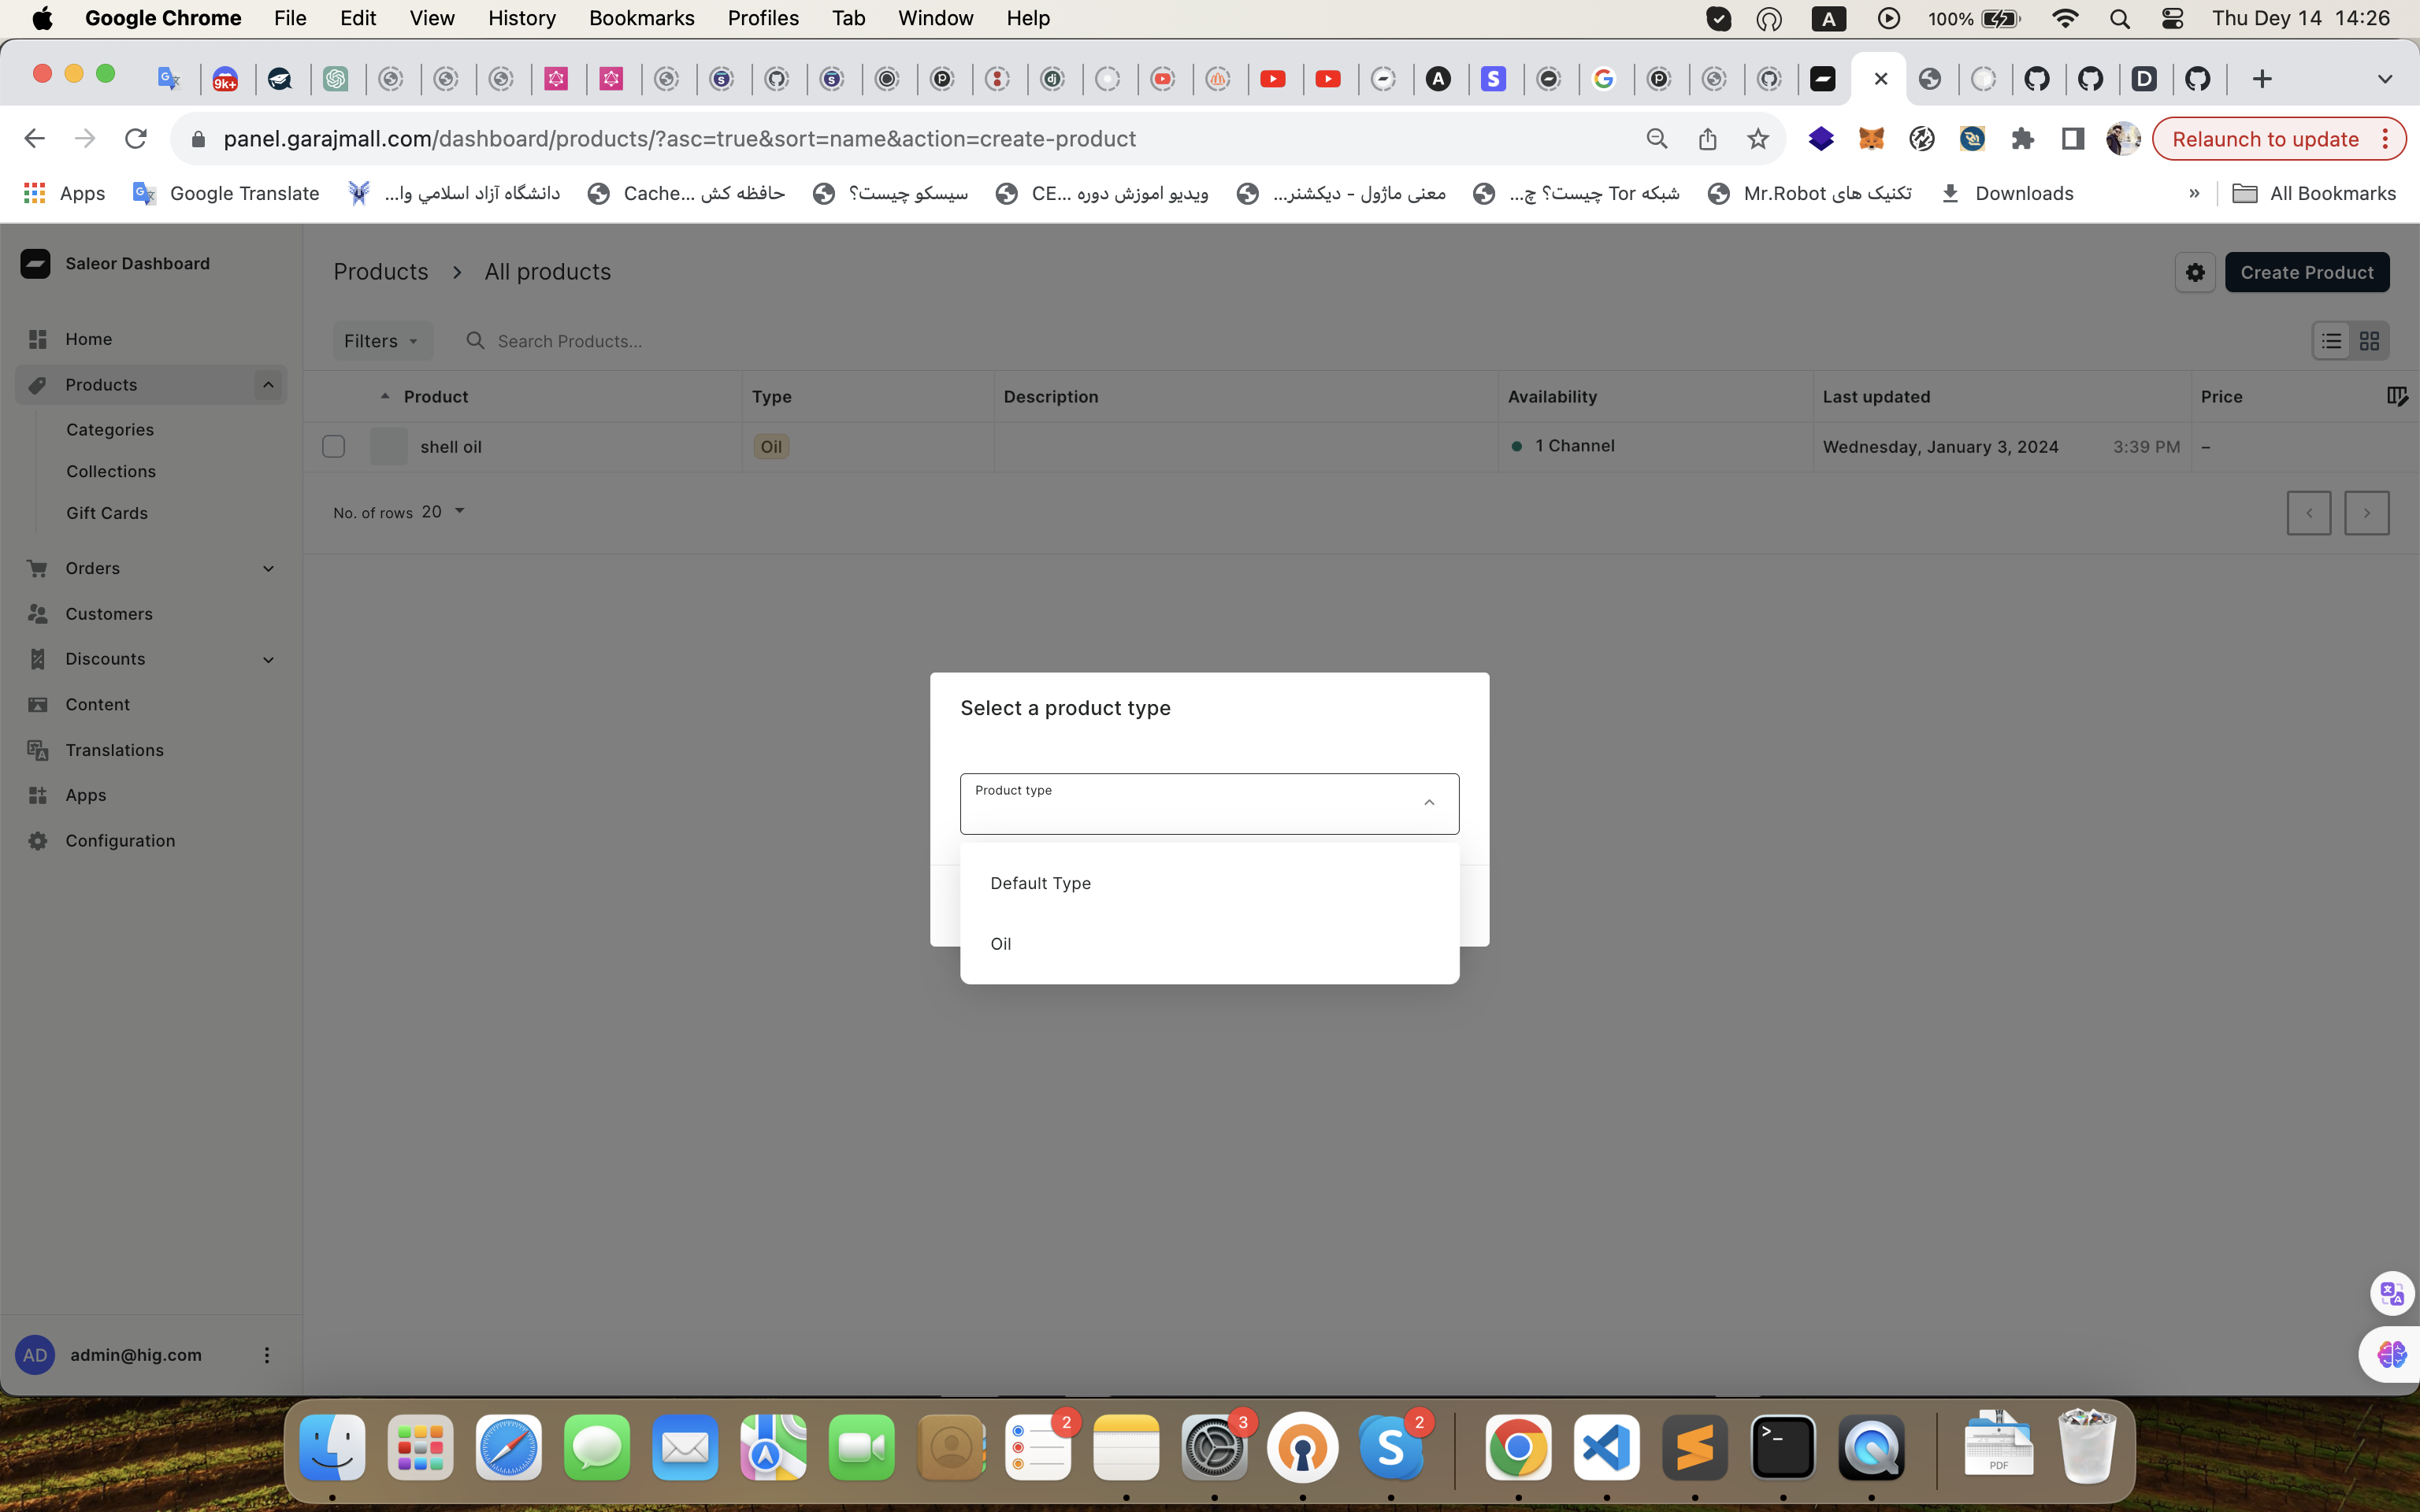 Google Chrome File Edit View History Bookmarks Profiles Tab Window Help A 100% Thu Dey 14 14:26
9k+
panel.garajmall.com/dashboard/products/?asc=true&sort=name&action=create-product Relaunch to update
Apps Google Translate دانشگاه آزاد اسلامي وا... حافظه کش Cache... سیسکو چیست؟ ویدیو اموزش دوره CE... معنی ماژول - دیکشنر... شبکه Tor چیست؟ چ... تکنیک های Mr.Robot Downloads » All Bookmarks
Saleor Dashboard
Products > All products
Create Product
Home
Filters
Search Products...
Products
Product Type Description Availability Last updated Price
Categories
shell oil Oil 1 Channel Wednesday, January 3, 2024 3:39 PM –
Collections
Gift Cards
No. of rows 20
Orders
Customers
Discounts
Content
Translations
Apps
Configuration
Select a product type
Product type
Default Type
Oil
AD admin@hig.com
2 3 2
PDF